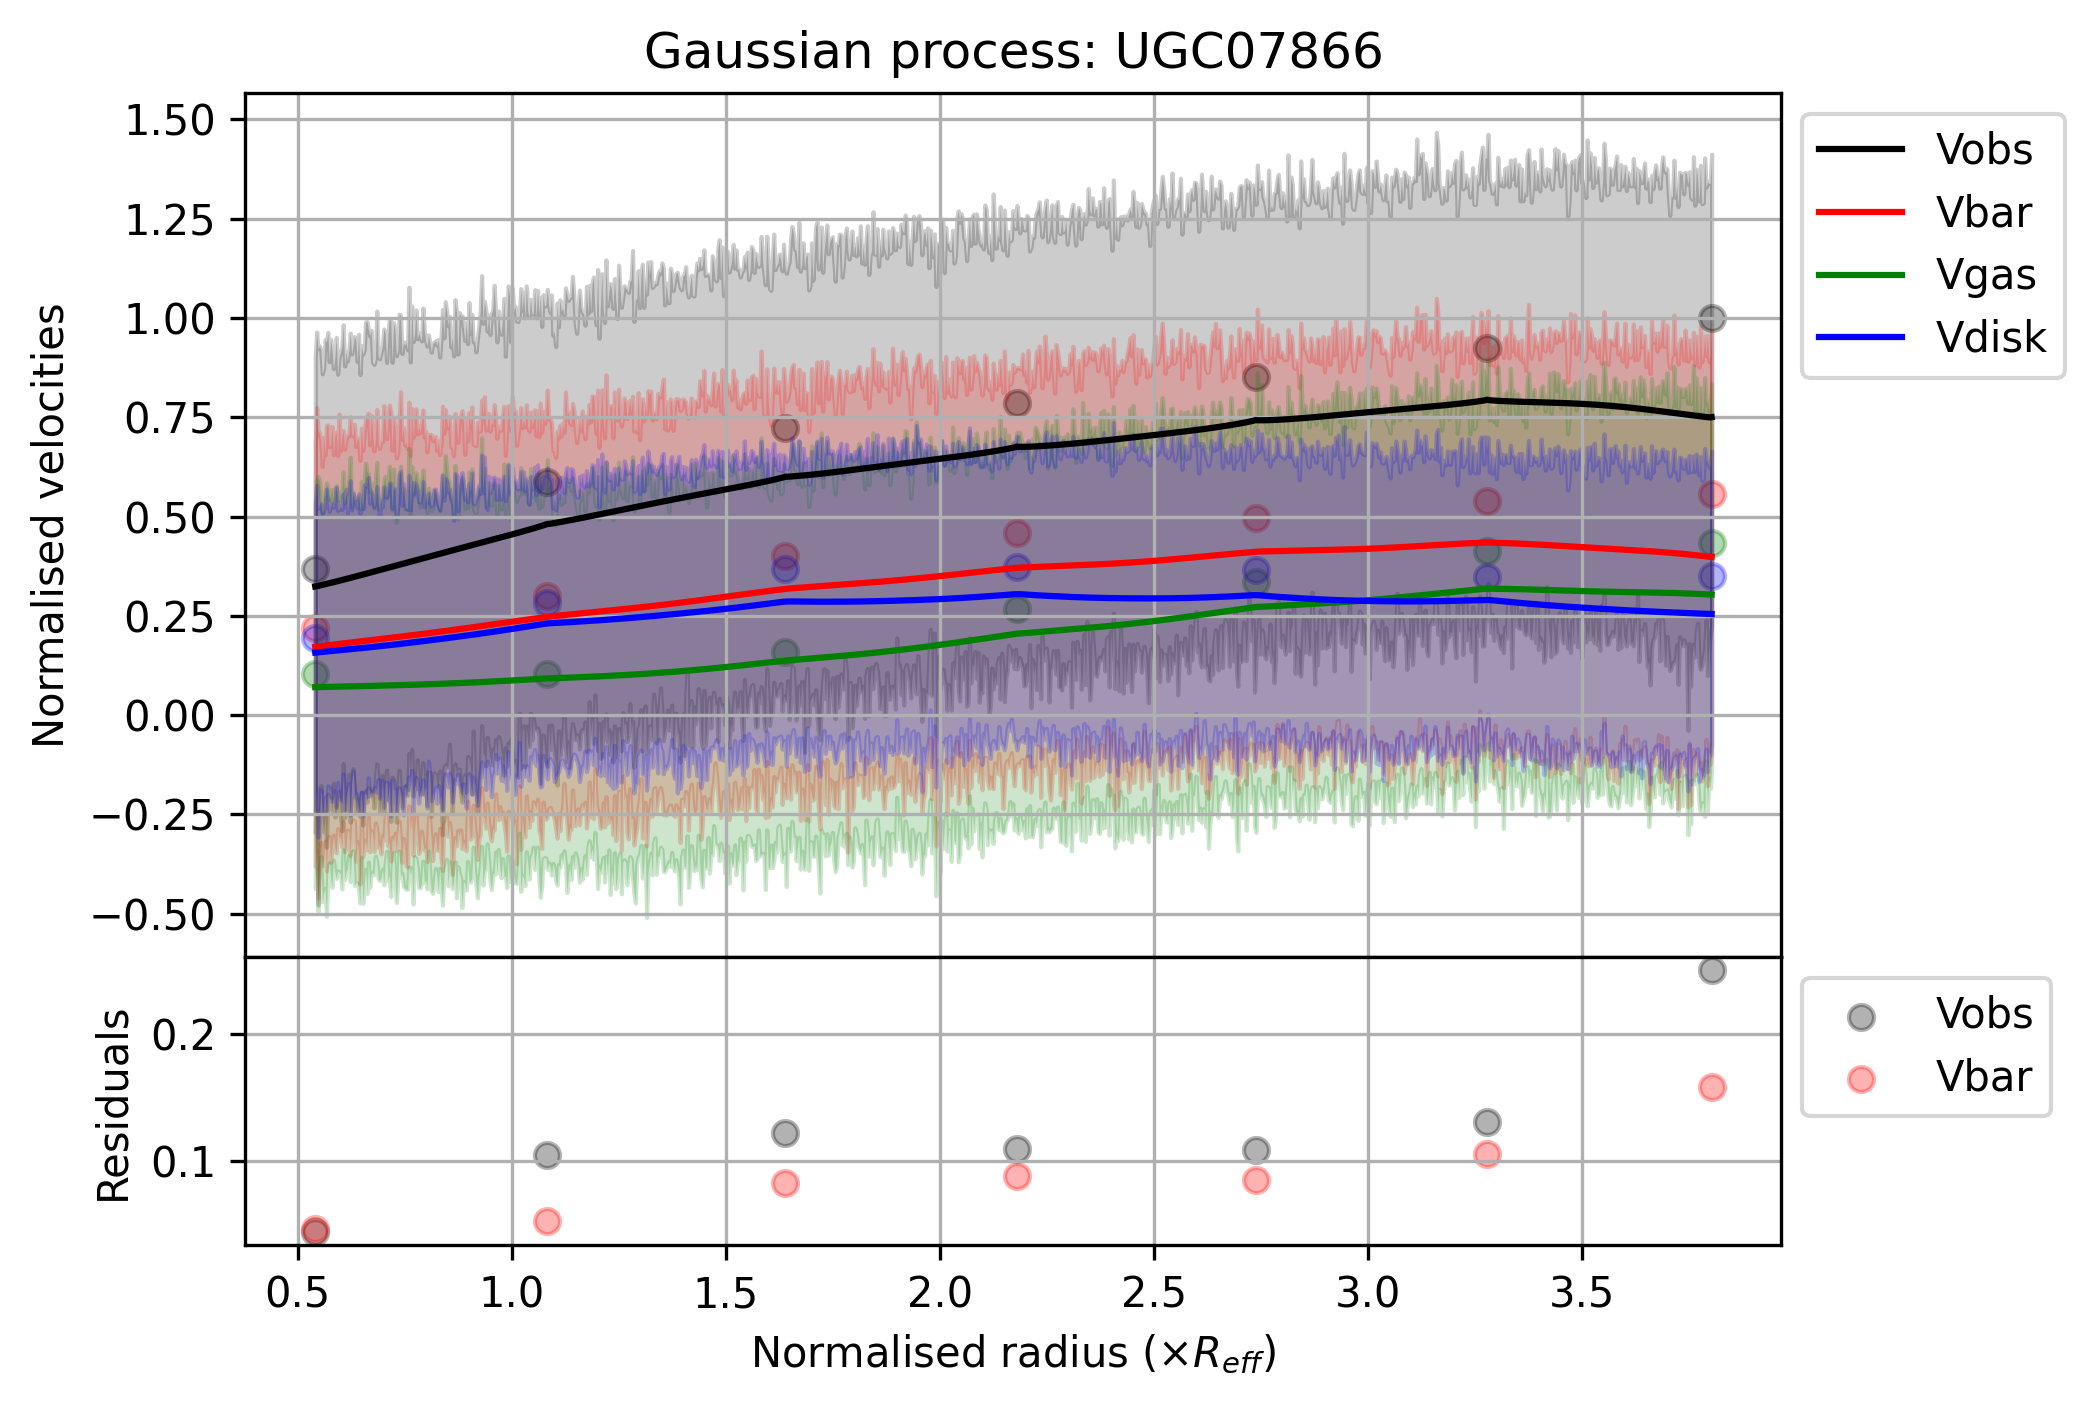 Gaussian process: UGC07866
Normalised velocities
1.50
1.25
1.00
0.75
0.50
0.25
0.00
−0.25
−0.50
Vobs
Vbar
Vgas
Vdisk
Residuals
0.2
0.1
Vobs
Vbar
0.5 1.0 1.5 2.0 2.5 3.0 3.5
Normalised radius (×R_eff)